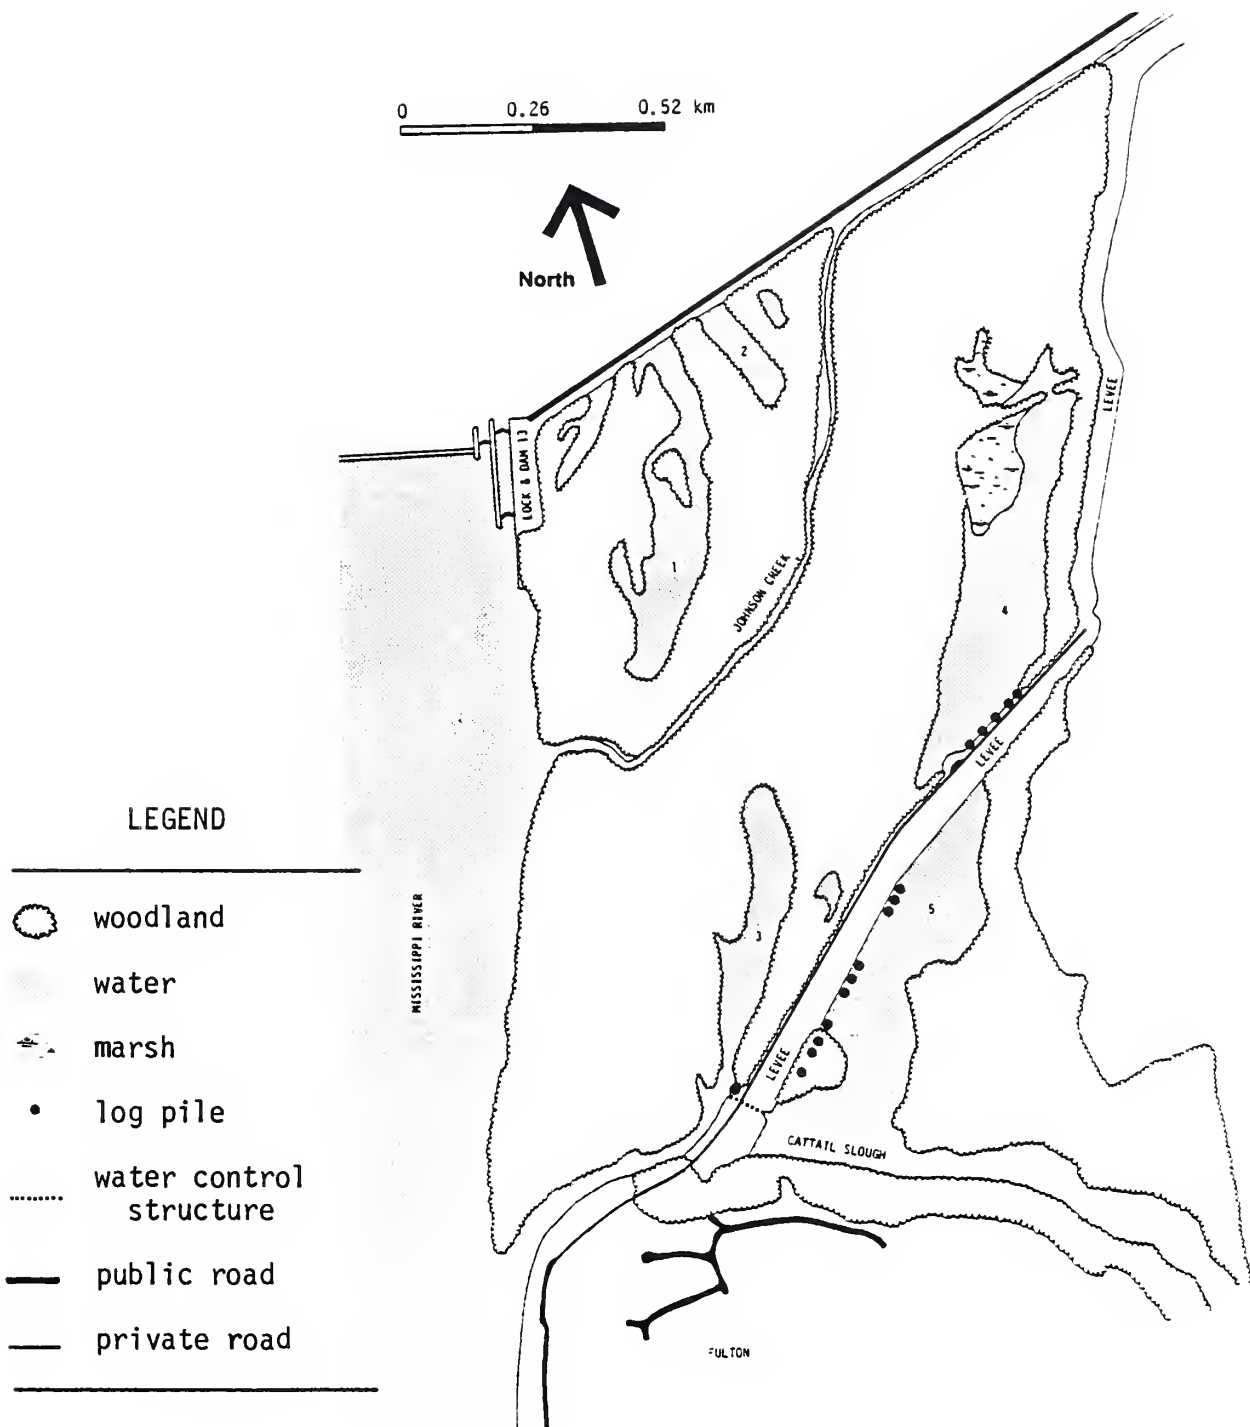 0 0.26 0.52 km
North
LOCK & DAM 13
2
1
JOHNSON CREEK
LEVEE
4
LEVEE
3
5
LEVEE
CATTAIL SLOUGH
MISSISSIPPI RIVER
FULTON
LEGEND
woodland
water
marsh
log pile
water control
structure
public road
private road